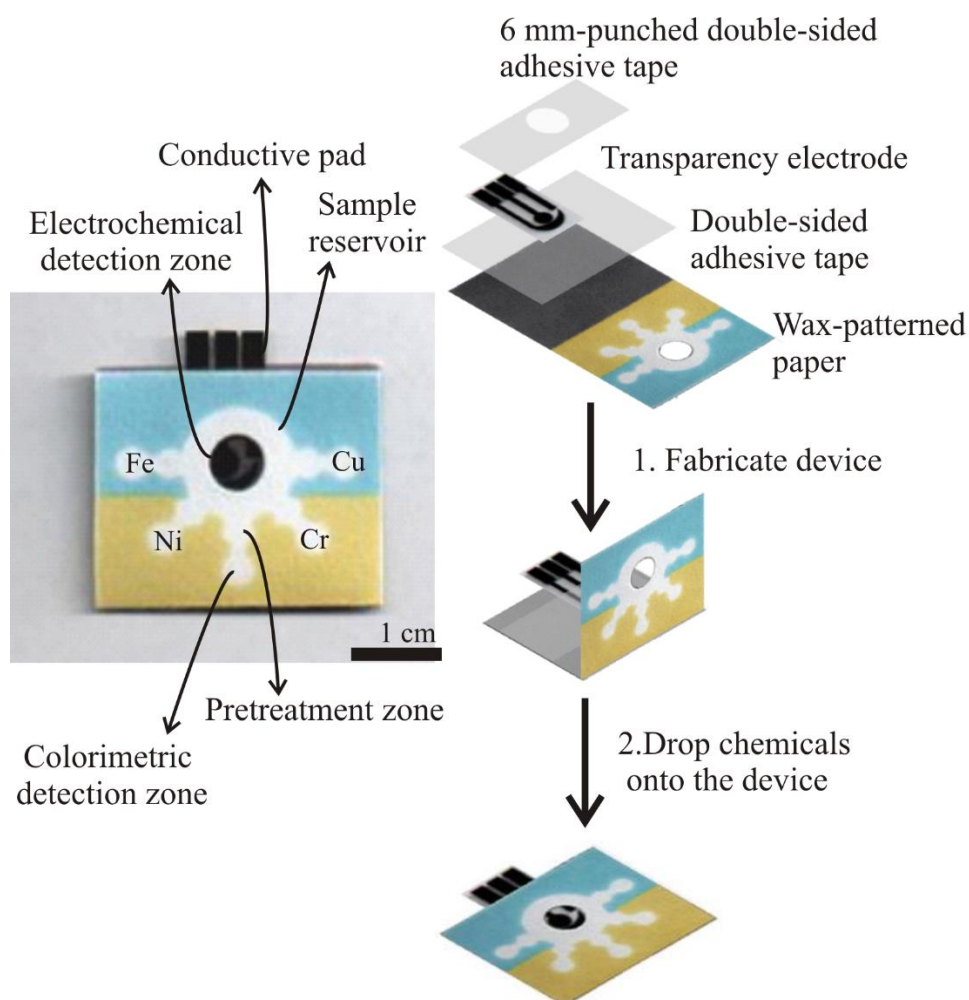 6 mm-punched double-sided
adhesive tape
Conductive pad
Transparency electrode
Electrochemical
detection zone
Sample
reservoir
Double-sided
adhesive tape
Wax-patterned
paper
Fe
Cu
1. Fabricate device
Ni
Cr
1 cm
Pretreatment zone
Colorimetric
detection zone
2.Drop chemicals
onto the device